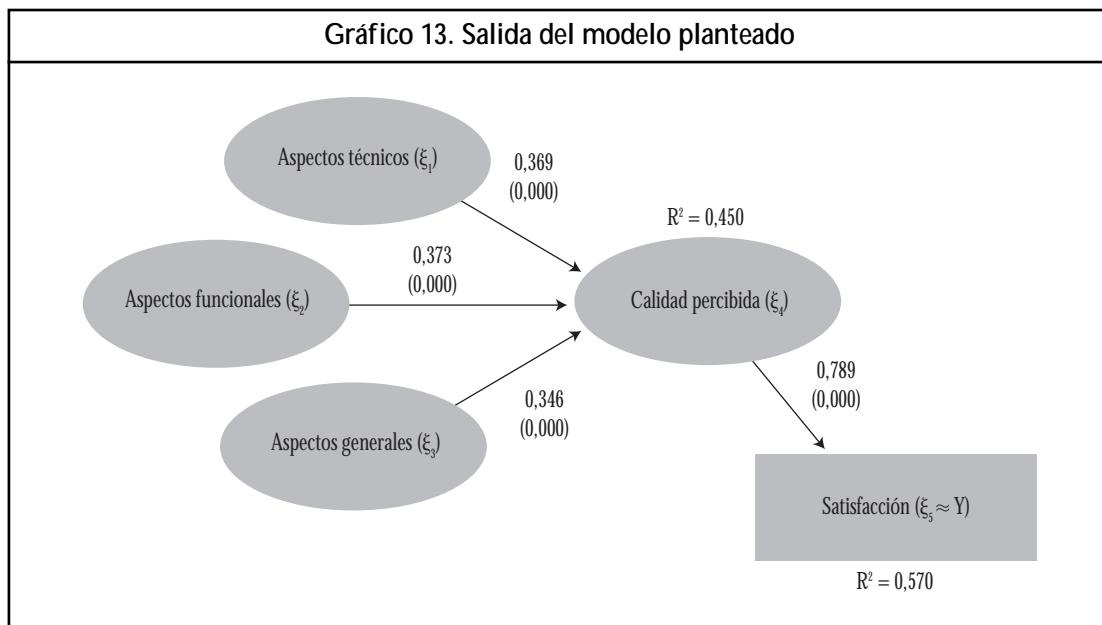 Gráfico 13. Salida del modelo planteado
Aspectos técnicos (ξ₁)
0,369
(0,000)
R² = 0,450
Aspectos funcionales (ξ₂)
0,373
(0,000)
Calidad percibida (ξ₄)
0,789
(0,000)
0,346
(0,000)
Aspectos generales (ξ₃)
Satisfacción (ξ₅ ≈ Y)
R² = 0,570